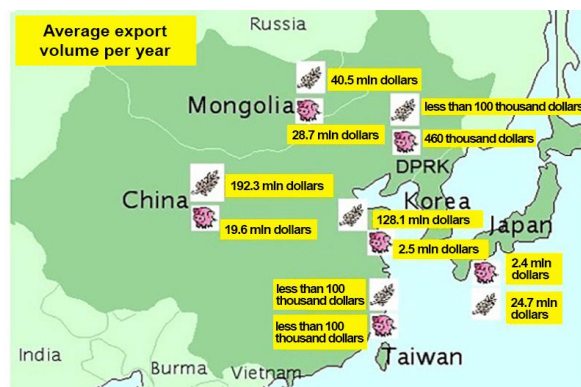 Average export
volume per year
Russia
40.5 mln dollars
Mongolia
less than 100 thousand dollars
28.7 mln dollars
460 thousand dollars
DPRK
192.3 mln dollars
China
Korea
128.1 mln dollars
Japan
19.6 mln dollars
2.5 mln dollars
2.4 mln
dollars
less than 100
thousand dollars
24.7 mln
dollars
less than 100
thousand dollars
India
Burma
Vietnam
Taiwan